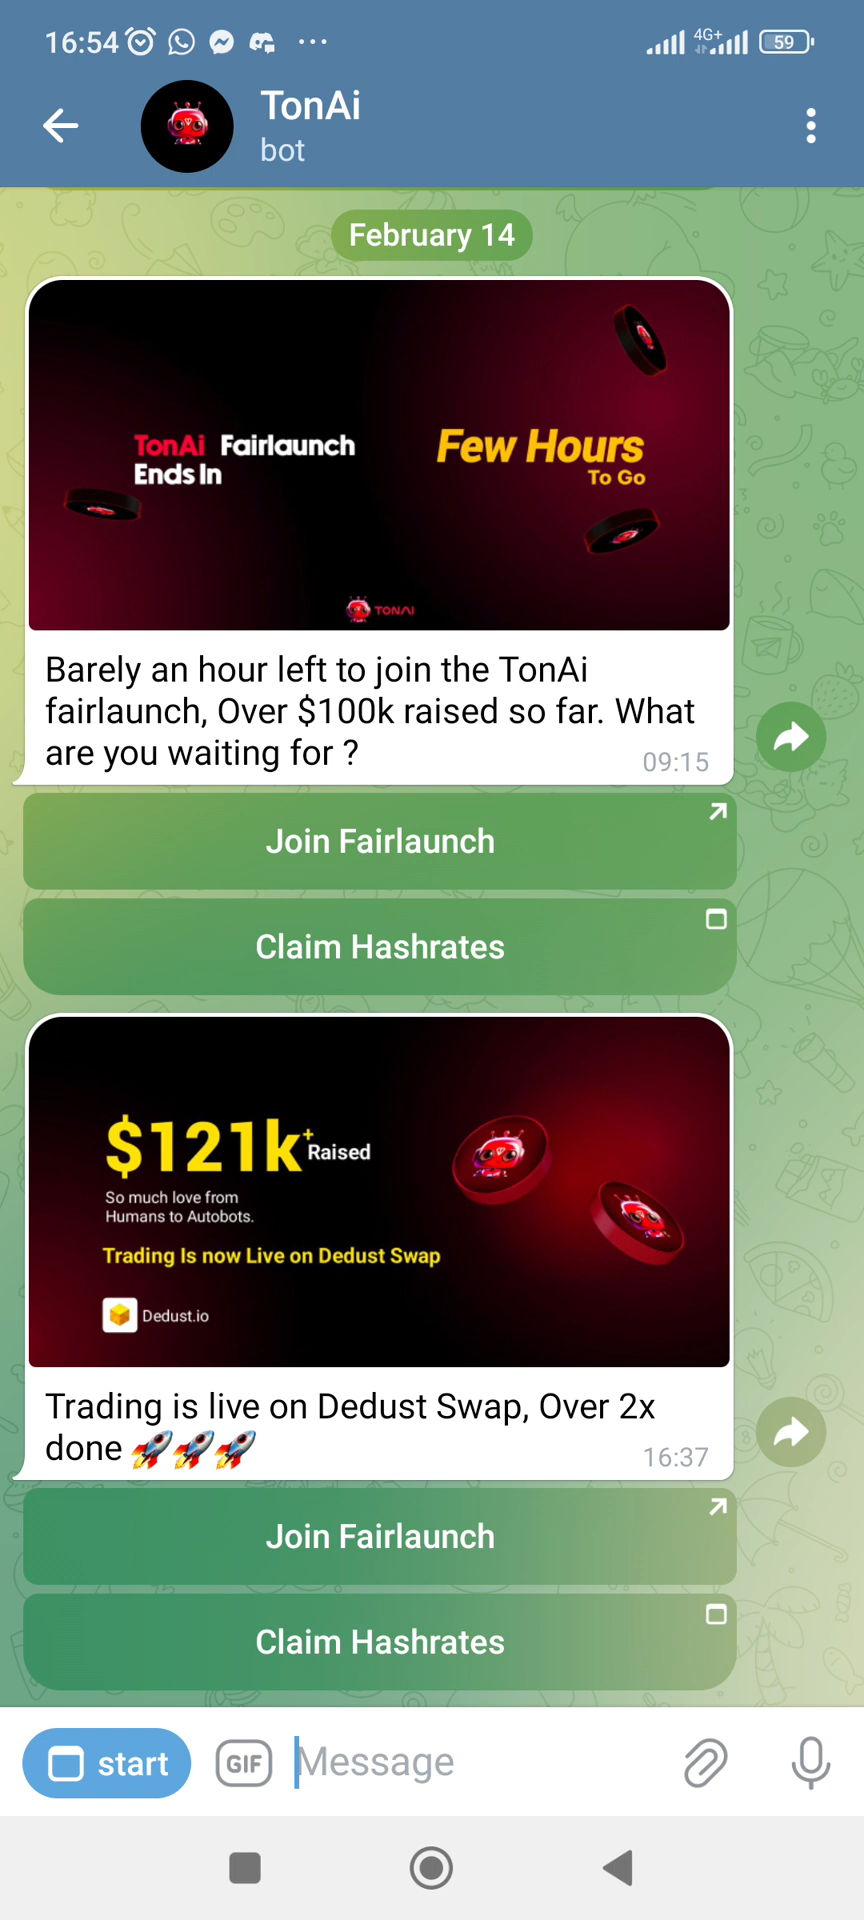 16:54
4G+
59
TonAi
bot
February 14
TonAi Fairlaunch
Ends In
Few Hours
To Go
TONAI
Barely an hour left to join the TonAi
fairlaunch, Over $100k raised so far. What
are you waiting for ?
09:15
Join Fairlaunch
Claim Hashrates
$121k+ Raised
So much love from
Humans to Autobots.
Trading Is now Live on Dedust Swap
Dedust.io
Trading is live on Dedust Swap, Over 2x
done 🚀🚀🚀
16:37
Join Fairlaunch
Claim Hashrates
start
GIF
Message